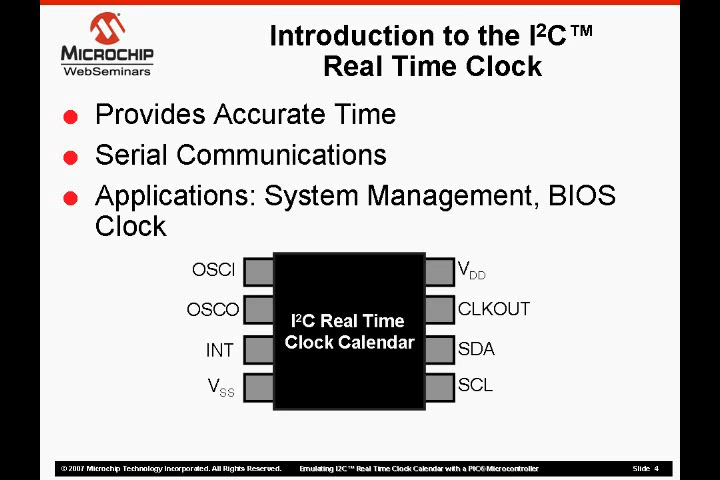 MICROCHIP
WebSeminars
Introduction to the I²C™
Real Time Clock
Provides Accurate Time
Serial Communications
Applications: System Management, BIOS
Clock
OSCI
OSCO
INT
VSS
I²C Real Time
Clock Calendar
VDD
CLKOUT
SDA
SCL
© 2007 Microchip Technology Incorporated. All Rights Reserved. Emulating I2C™ Real Time Clock Calendar with a PIC® Microcontroller Slide 4